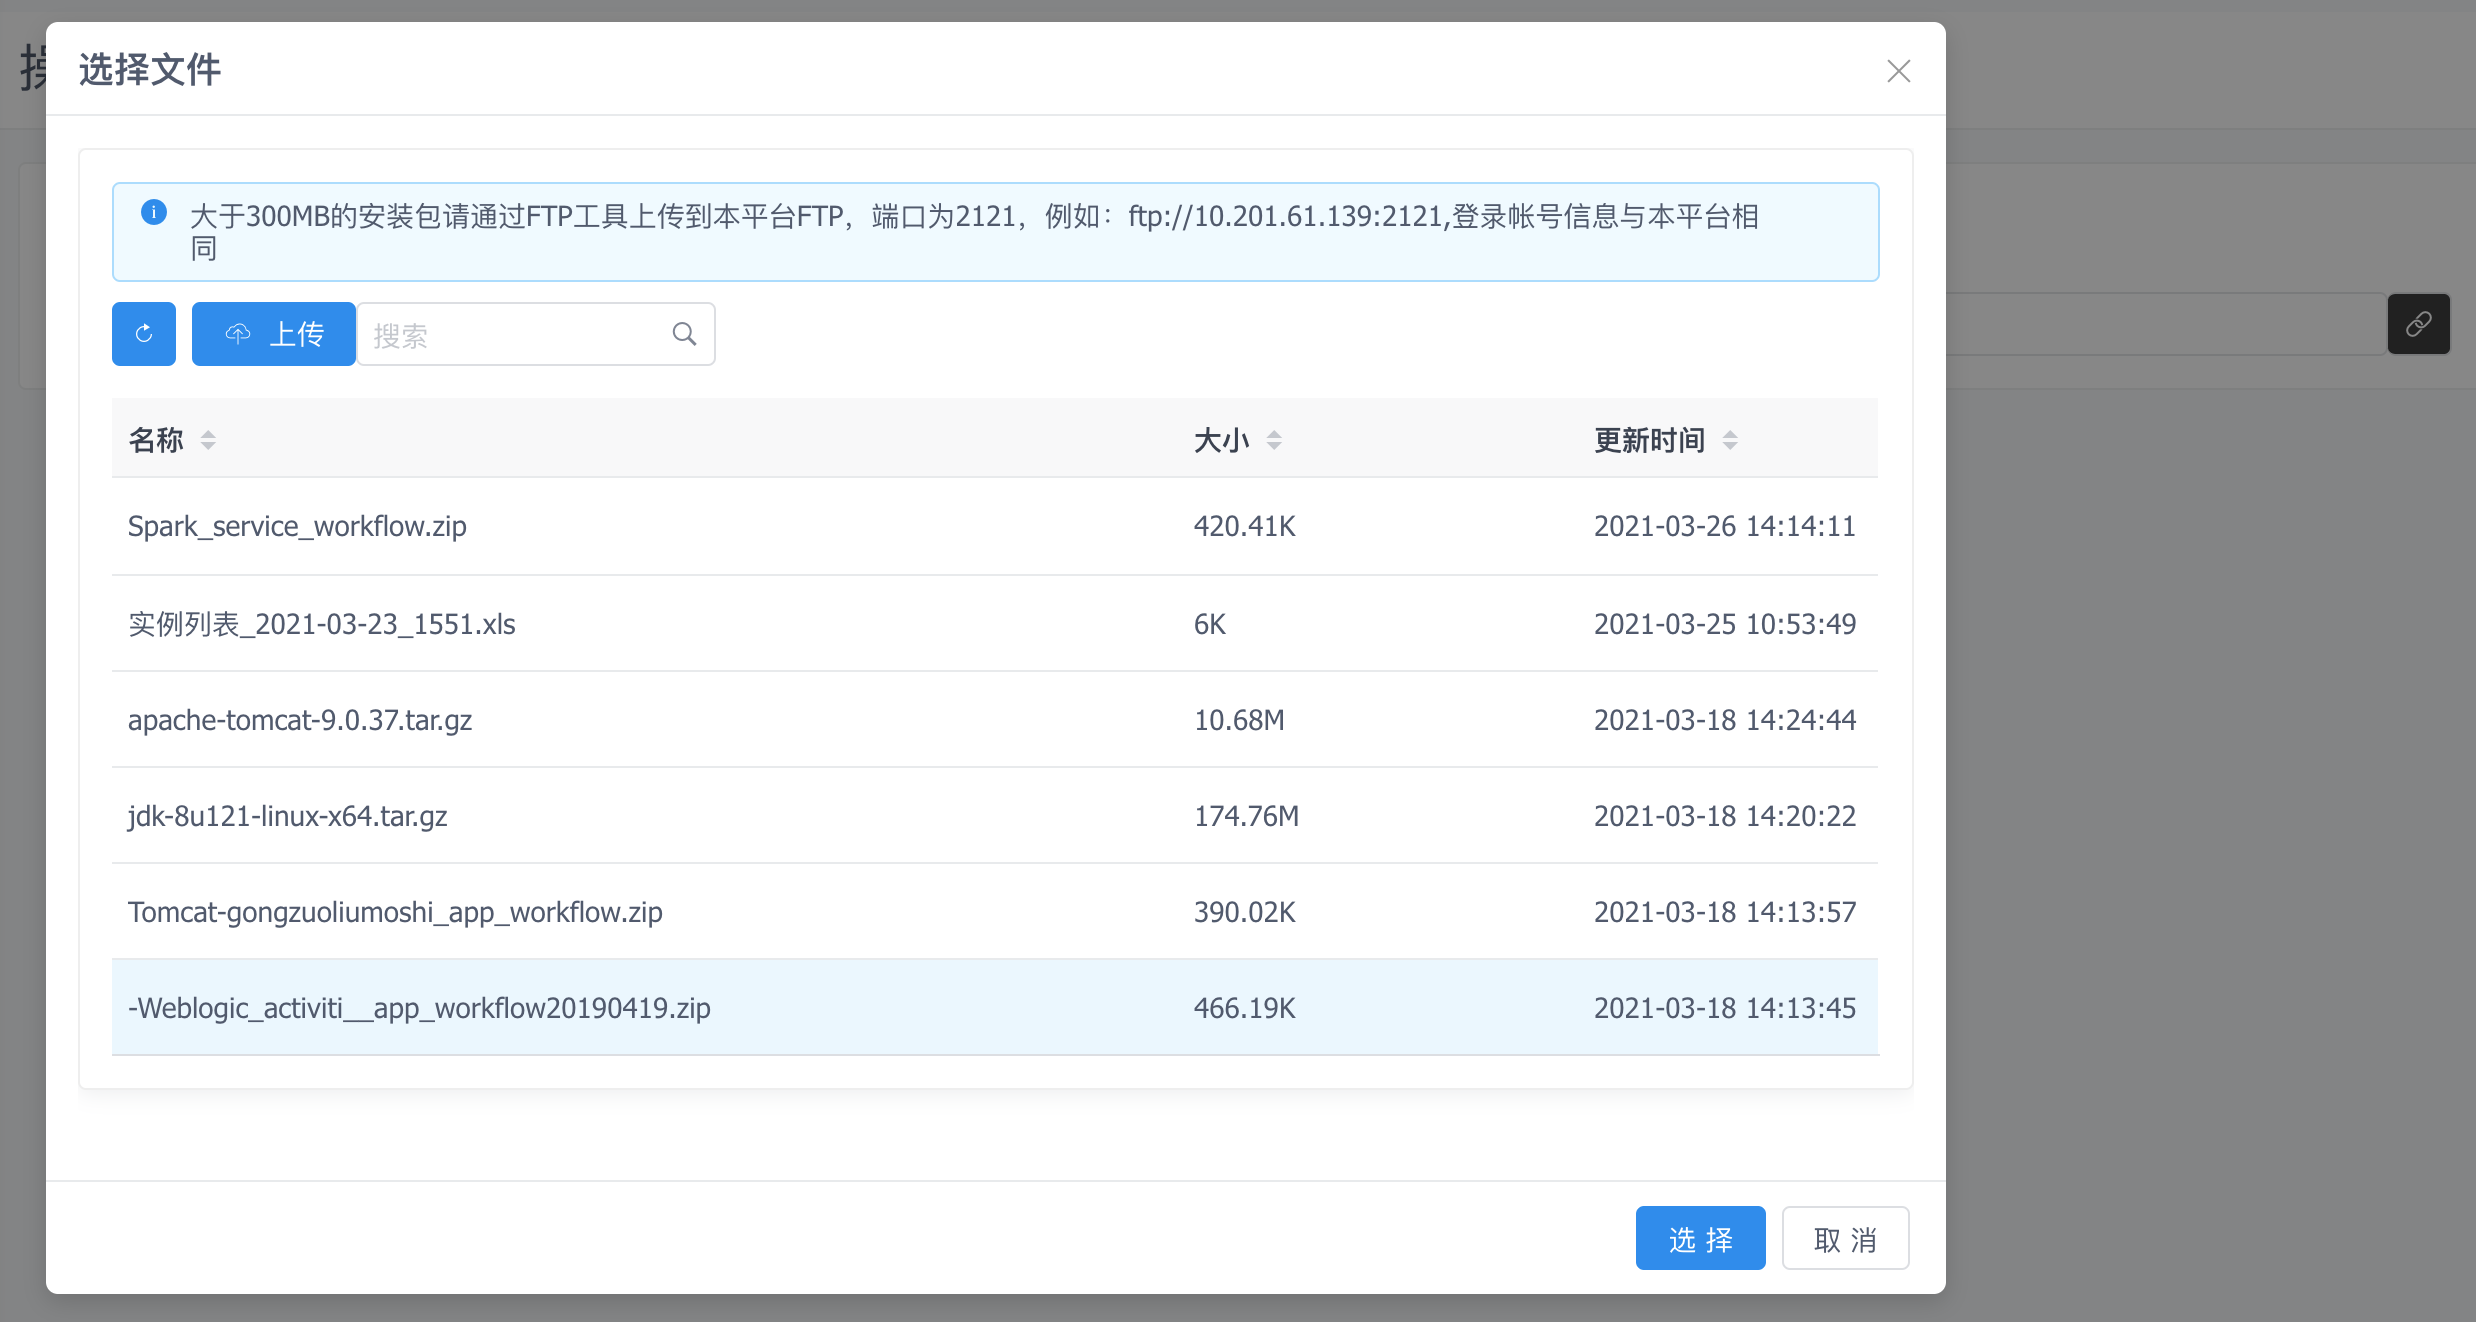 选择文件
大于300MB的安装包请通过FTP工具上传到本平台FTP，端口为2121，例如：ftp://10.201.61.139:2121,登录帐号信息与本平台相
同
上传
搜索
名称 大小 更新时间
Spark_service_workflow.zip 420.41K 2021-03-26 14:14:11
实例列表_2021-03-23_1551.xls 6K 2021-03-25 10:53:49
apache-tomcat-9.0.37.tar.gz 10.68M 2021-03-18 14:24:44
jdk-8u121-linux-x64.tar.gz 174.76M 2021-03-18 14:20:22
Tomcat-gongzuoliumoshi_app_workflow.zip 390.02K 2021-03-18 14:13:57
-Weblogic_activiti__app_workflow20190419.zip 466.19K 2021-03-18 14:13:45
选 择 取 消